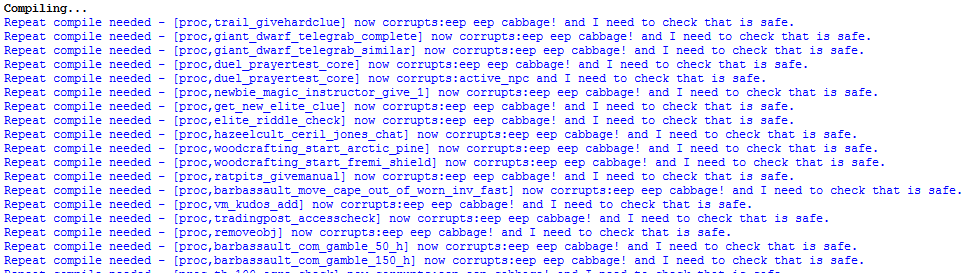 Compiling...
Repeat compile needed - [proc,trail_givehardclue] now corrupts:eep eep cabbage! and I need to check that is safe.
Repeat compile needed - [proc,giant_dwarf_telegrab_complete] now corrupts:eep eep cabbage! and I need to check that is safe.
Repeat compile needed - [proc,giant_dwarf_telegrab_similar] now corrupts:eep eep cabbage! and I need to check that is safe.
Repeat compile needed - [proc,duel_prayertest_core] now corrupts:eep eep cabbage! and I need to check that is safe.
Repeat compile needed - [proc,duel_prayertest_core] now corrupts:active_npc and I need to check that is safe.
Repeat compile needed - [proc,newbie_magic_instructor_give_1] now corrupts:eep eep cabbage! and I need to check that is safe.
Repeat compile needed - [proc,get_new_elite_clue] now corrupts:eep eep cabbage! and I need to check that is safe.
Repeat compile needed - [proc,elite_riddle_check] now corrupts:eep eep cabbage! and I need to check that is safe.
Repeat compile needed - [proc,hazeelcult_ceril_jones_chat] now corrupts:eep eep cabbage! and I need to check that is safe.
Repeat compile needed - [proc,woodcrafting_start_arctic_pine] now corrupts:eep eep cabbage! and I need to check that is safe.
Repeat compile needed - [proc,woodcrafting_start_fremi_shield] now corrupts:eep eep cabbage! and I need to check that is safe.
Repeat compile needed - [proc,ratpits_givemanual] now corrupts:eep eep cabbage! and I need to check that is safe.
Repeat compile needed - [proc,barbassault_move_cape_out_of_worn_inv_fast] now corrupts:eep eep cabbage! and I need to check that is safe.
Repeat compile needed - [proc,vm_kudos_add] now corrupts:eep eep cabbage! and I need to check that is safe.
Repeat compile needed - [proc,tradingpost_accesscheck] now corrupts:eep eep cabbage! and I need to check that is safe.
Repeat compile needed - [proc,removeobj] now corrupts:eep eep cabbage! and I need to check that is safe.
Repeat compile needed - [proc,barbassault_com_gamble_50_h] now corrupts:eep eep cabbage! and I need to check that is safe.
Repeat compile needed - [proc,barbassault_com_gamble_150_h] now corrupts:eep eep cabbage! and I need to check that is safe.